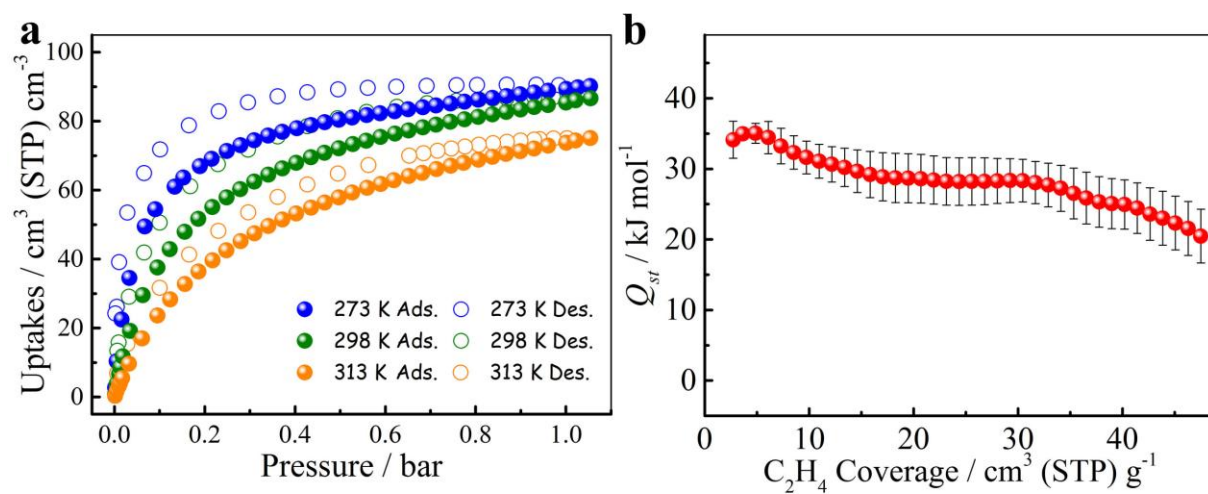 a
Uptakes / cm³ (STP) cm⁻³
100
80
60
40
20
0
273 K Ads. 273 K Des.
298 K Ads. 298 K Des.
313 K Ads. 313 K Des.
0.0 0.2 0.4 0.6 0.8 1.0
Pressure / bar
b
Qst / kJ mol⁻¹
40
30
20
10
0
0 10 20 30 40
C₂H₄ Coverage / cm³ (STP) g⁻¹